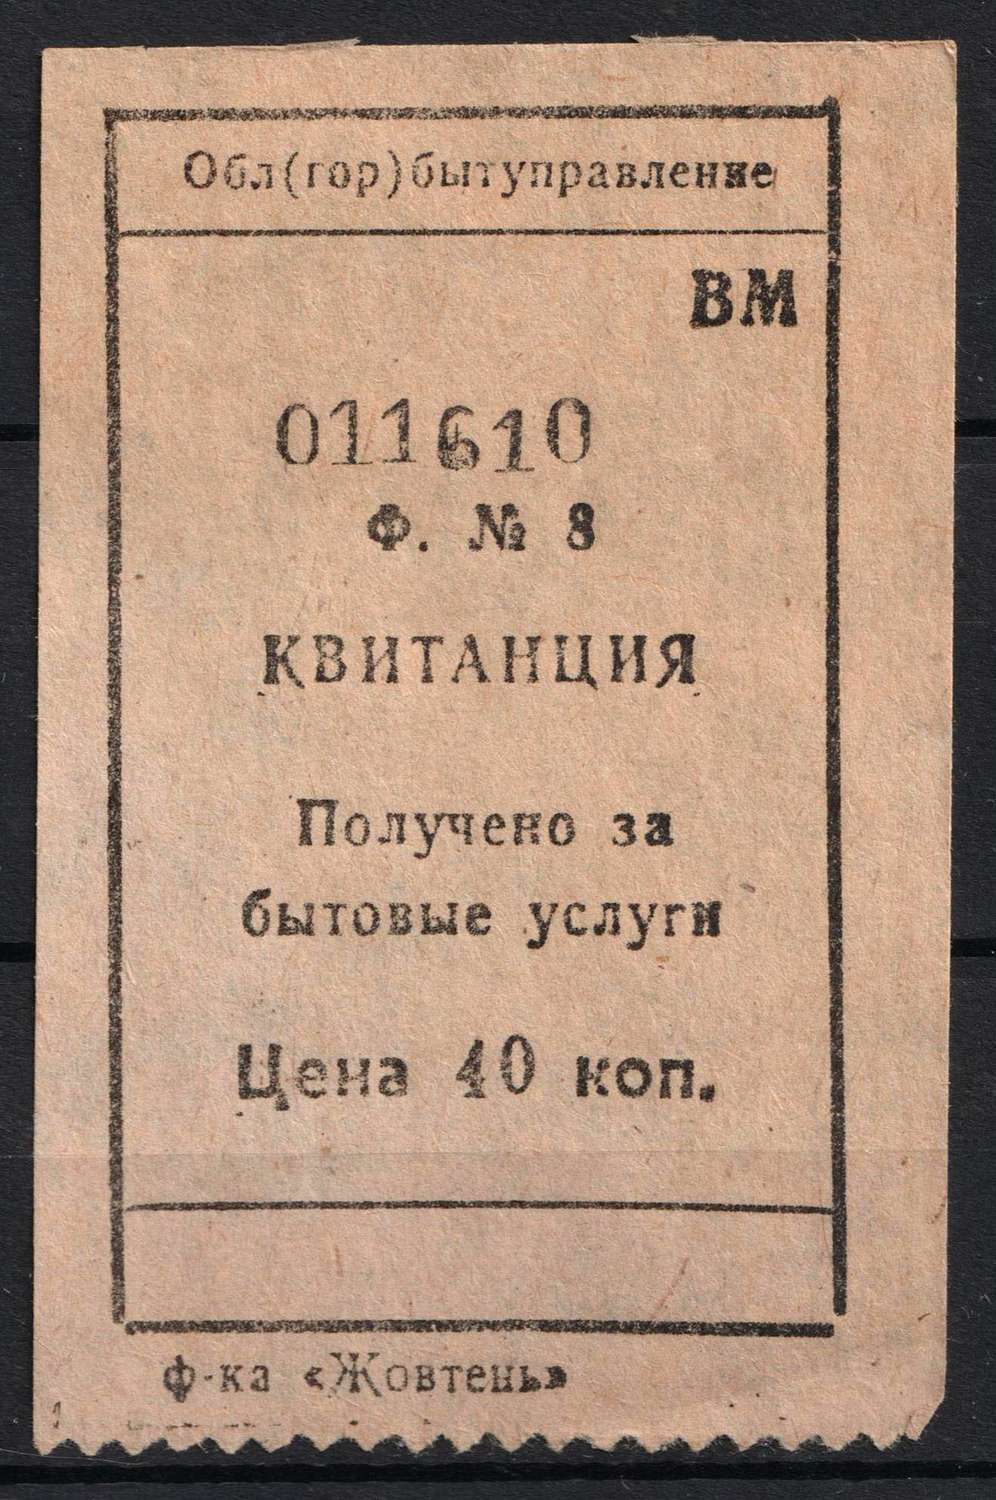 Обл(гор)бытуправление
ВМ
011610
Ф. № 8
КВИТАНЦИЯ
Получено за
бытовые услуги
Цена 40 коп.
ф-ка «Жовтень»